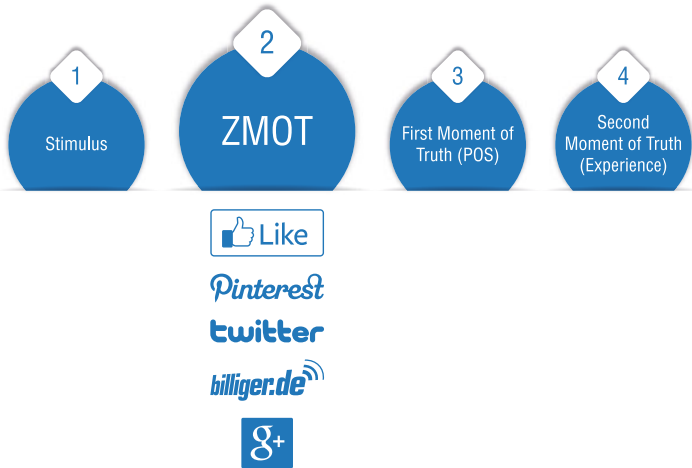 1
Stimulus
2
ZMOT
3
First Moment of
Truth (POS)
4
Second
Moment of Truth
(Experience)
Like
Pinterest
twitter
billiger.de
g+